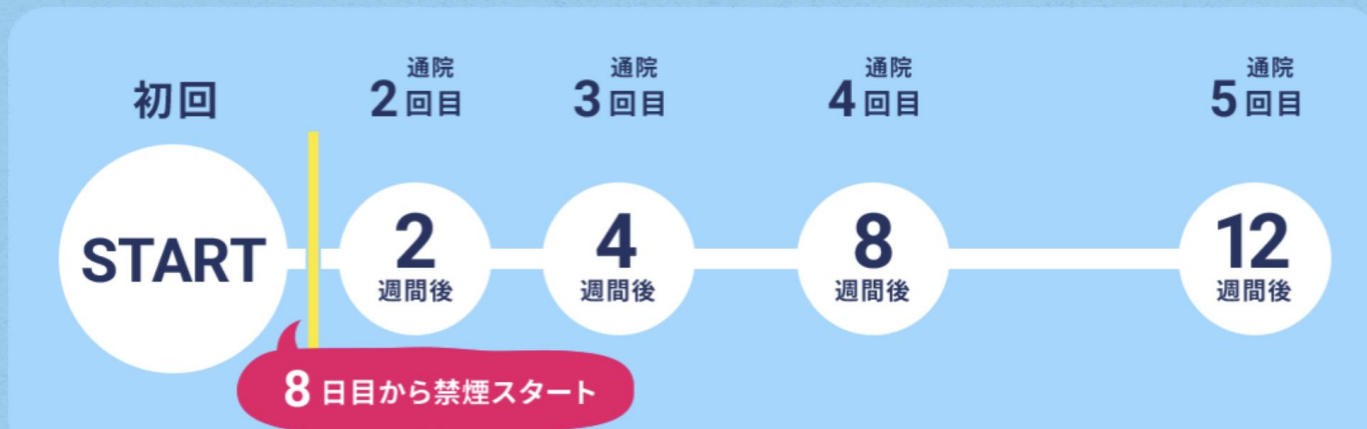 初回
START
通院
2回目
2
週間後
通院
3回目
4
週間後
通院
4回目
8
週間後
通院
5回目
12
週間後
8日目から禁煙スタート